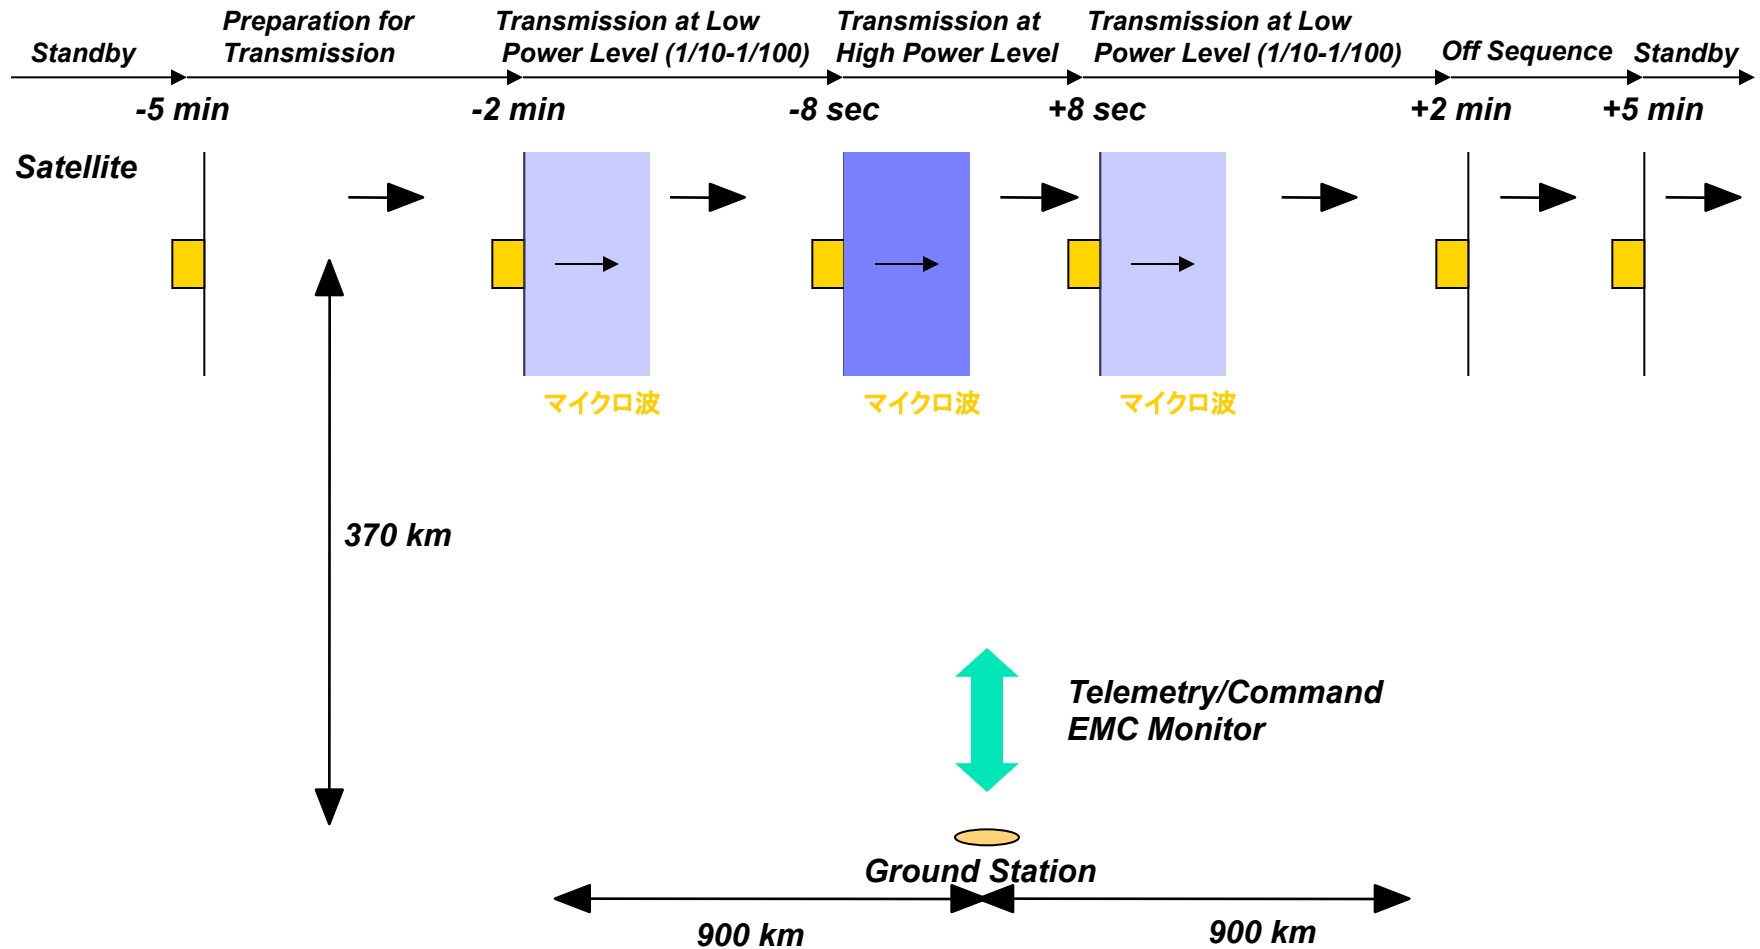 Preparation for
Transmission
Transmission at Low
Power Level (1/10-1/100)
Transmission at
High Power Level
Transmission at Low
Power Level (1/10-1/100)
Standby
Off Sequence
Standby
-5 min
-2 min
-8 sec
+8 sec
+2 min
+5 min
Satellite
マイクロ波
マイクロ波
マイクロ波
370 km
Telemetry/Command
EMC Monitor
Ground Station
900 km
900 km